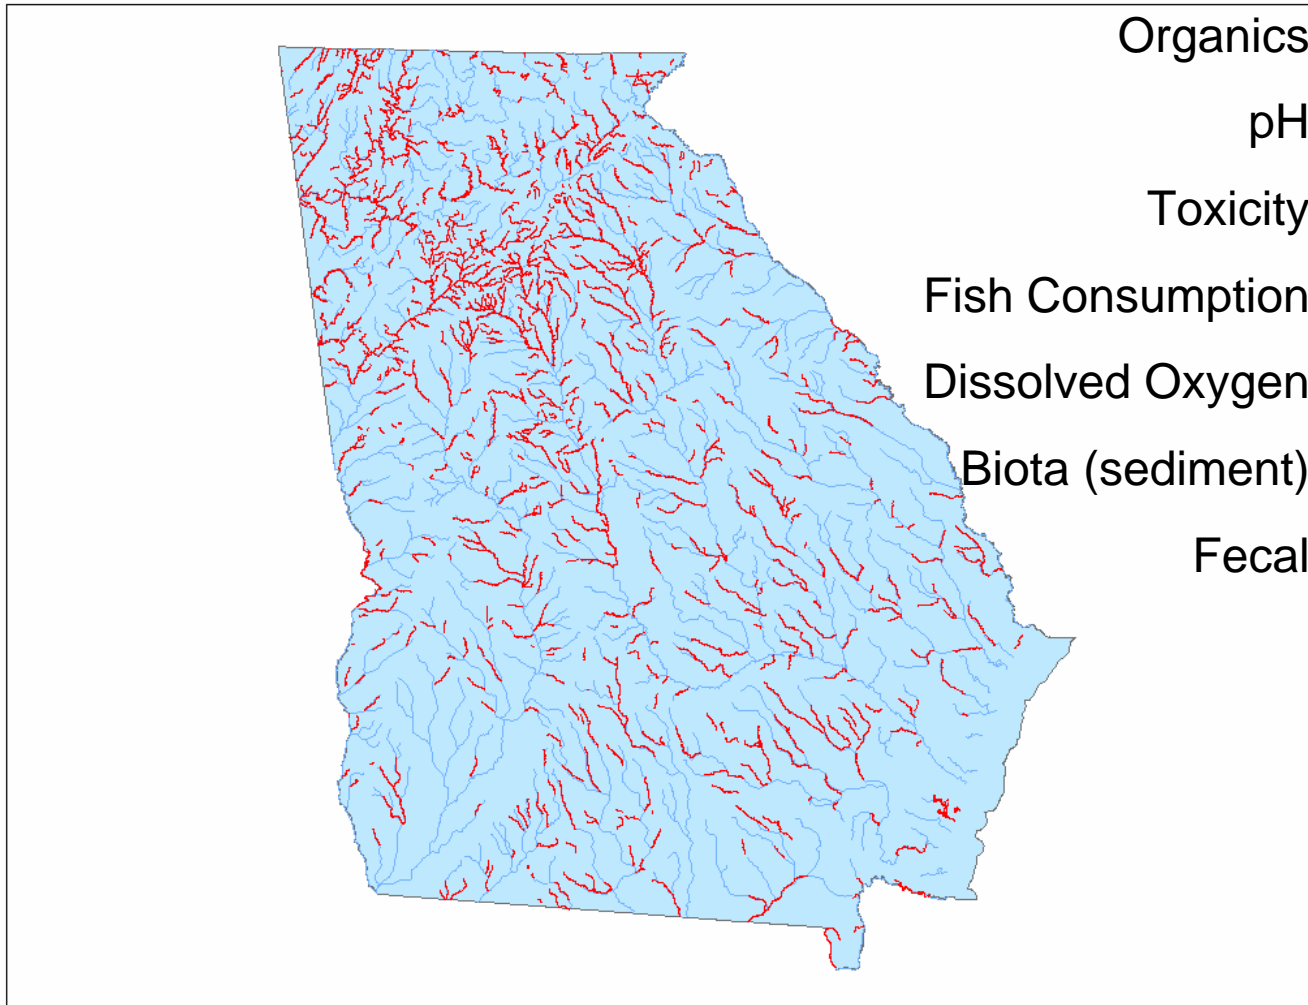 Organics
pH
Toxicity
Fish Consumption
Dissolved Oxygen
Biota (sediment)
Fecal